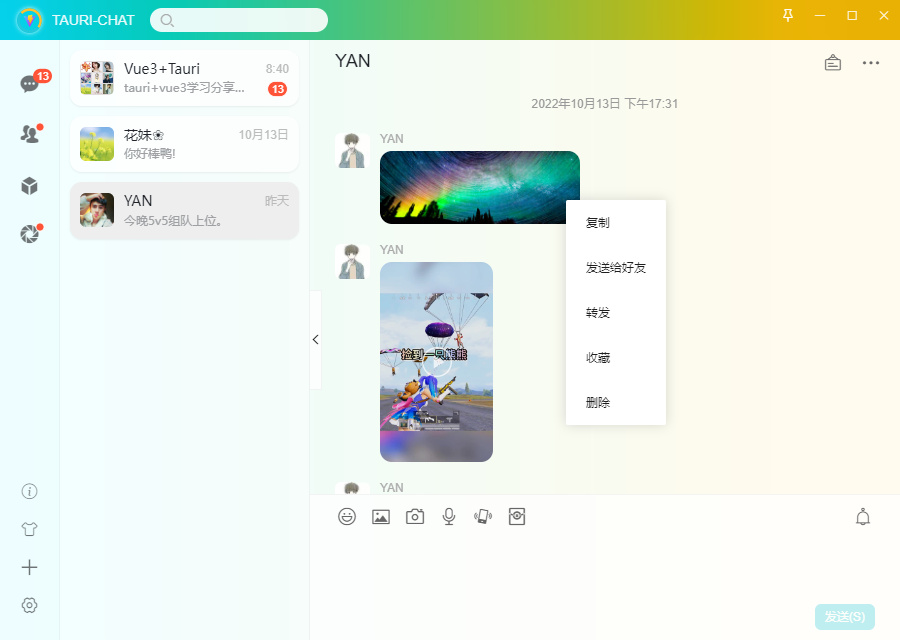 TAURI-CHAT
13
Vue3+Tauri
8:40
tauri+vue3学习分享...
13
花妹❀
10月13日
你好棒鸭!
YAN
昨天
今晚5v5组队上位。
YAN
2022年10月13日 下午17:31
YAN
复制
发送给好友
转发
收藏
删除
YAN
捡到一只熊熊
YAN
发送(S)